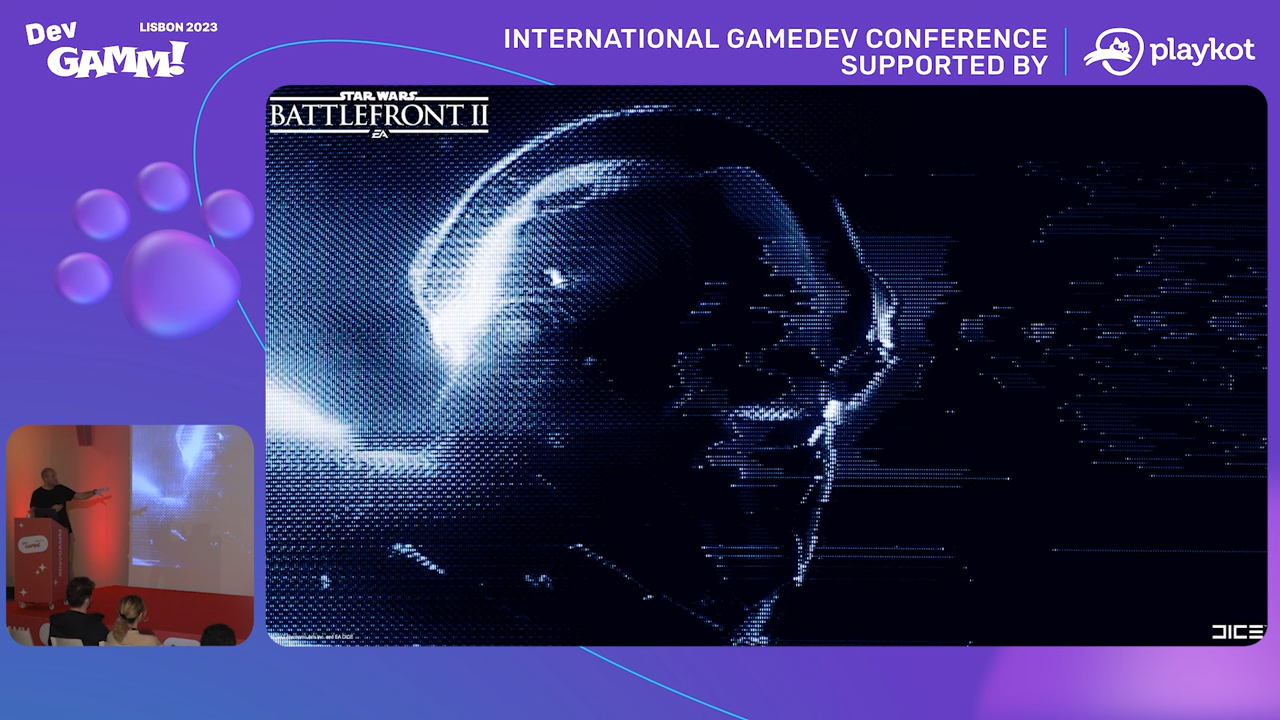 Dev
GAMM!
LISBON 2023
INTERNATIONAL GAMEDEV CONFERENCE
SUPPORTED BY
playkot
STAR WARS
BATTLEFRONT II
EA
DICE